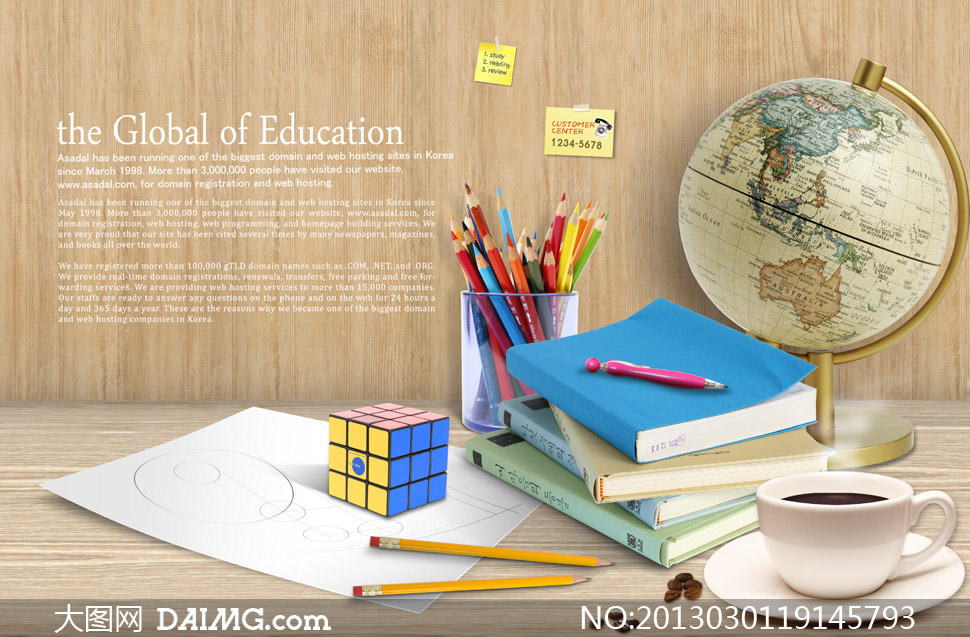 1. study
2. reading
3. review
CUSTOMER
CENTER
1234-5678
the Global of Education
Asadal has been running one of the biggest domain and web hosting sites in Korea
since March 1998. More than 3,000,000 people have visited our website,
www.asadal.com, for domain registration and web hosting.
Asadal has been running one of the biggest domain and web hosting sites in Korea since
May 1998. More than 3,000,000 people have visited our website, www.asadal.com, for
domain registration, web hosting, web programming, and homepage building services. We
are very proud that our site has been cited several times by many newspapers, magazines,
and books all over the world.
We have registered more than 100,000 gTLD domain names such as .COM, .NET, and .ORG.
We provide real-time domain registrations, renewals, transfers, free parking and free for-
warding services. We are providing web hosting services to more than 15,000 companies.
Our staffs are ready to answer any questions on the phone and on the web for 24 hours a
day and 365 days a year. These are the reasons why we became one of the biggest domain
and web hosting companies in Korea.
North Pacific
PHILIPPINES
Indian Ocean
AUSTRALIA
大图网 DAIMG.com
NO:2013030119145793